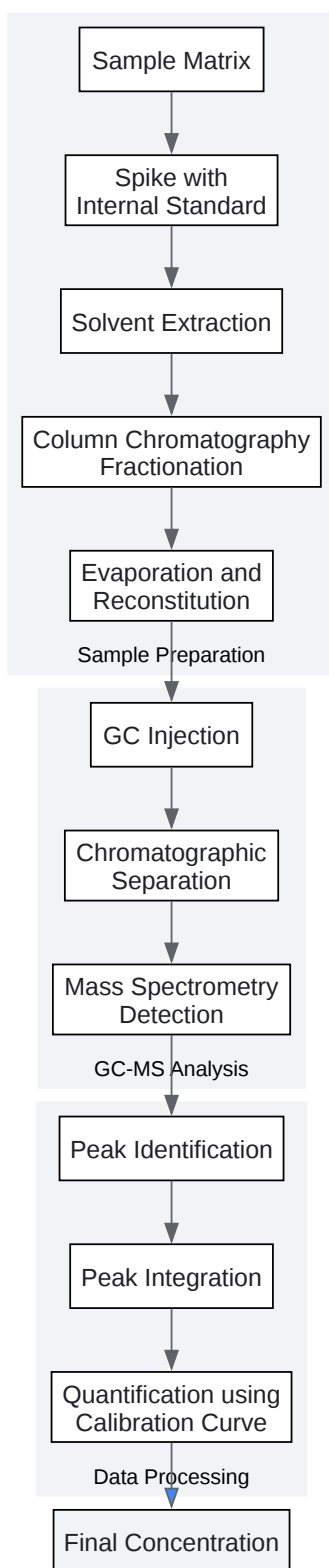 Sample Matrix
Spike with
Internal Standard
Solvent Extraction
Column Chromatography
Fractionation
Evaporation and
Reconstitution
Sample Preparation
GC Injection
Chromatographic
Separation
Mass Spectrometry
Detection
GC-MS Analysis
Peak Identification
Peak Integration
Quantification using
Calibration Curve
Data Processing
Final Concentration